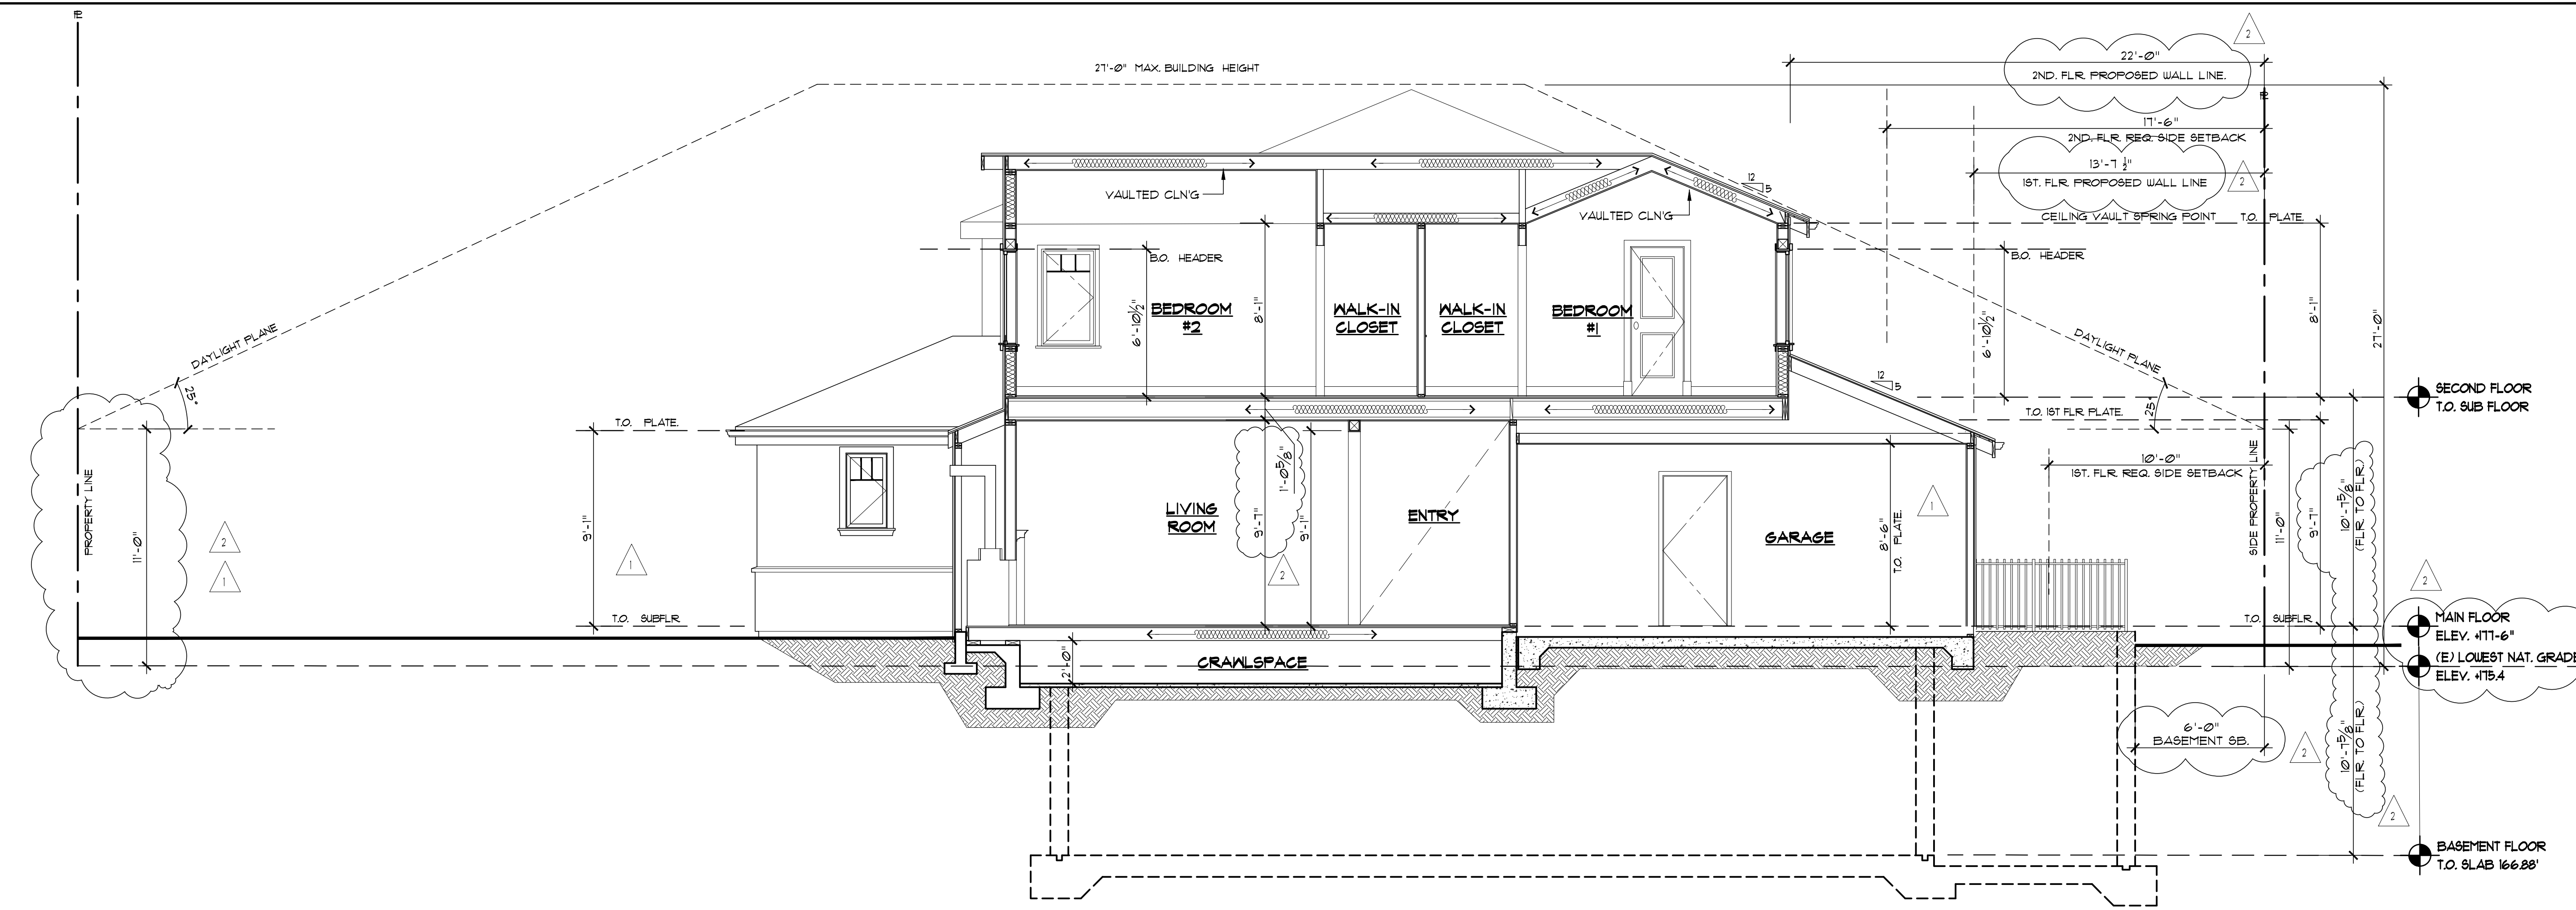 PL
27'-0" MAX. BUILDING HEIGHT
2
22'-0"
2ND. FLR. PROPOSED WALL LINE.
PL
17'-6"
2ND. FLR. REQ. SIDE SETBACK
13'-7 1/2"
1ST. FLR. PROPOSED WALL LINE
2
12
5
VAULTED CLN'G
VAULTED CLN'G
CEILING VAULT SPRING POINT
T.O. PLATE.
B.O. HEADER
B.O. HEADER
6'-10 1/2"
8'-1"
BEDROOM
#2
WALK-IN
CLOSET
WALK-IN
CLOSET
BEDROOM
#1
6'-10 1/2"
8'-1"
27'-0"
DAYLIGHT PLANE
25°
DAYLIGHT PLANE
25°
12
5
SECOND FLOOR
T.O. SUB FLOOR
T.O. PLATE.
T.O. 1ST FLR. PLATE.
PROPERTY LINE
11'-0"
2
1
9'-1"
1
LIVING
ROOM
9'-7"
1'-0 5/8"
9'-1"
2
ENTRY
GARAGE
8'-6"
T.O. PLATE.
1
10'-0"
1ST. FLR. REQ. SIDE SETBACK
SIDE PROPERTY LINE
11'-0"
9'-7"
10'-7 5/8"
(FLR. TO FLR.)
2
T.O. SUBFLR.
T.O. SUBFLR.
MAIN FLOOR
ELEV. +177-6"
CRAWLSPACE
2'-0"
(E) LOWEST NAT. GRADE
ELEV. +175.4
6'-0"
BASEMENT SB.
2
10'-7 5/8"
(FLR. TO FLR.)
2
BASEMENT FLOOR
T.O. SLAB 166.88'